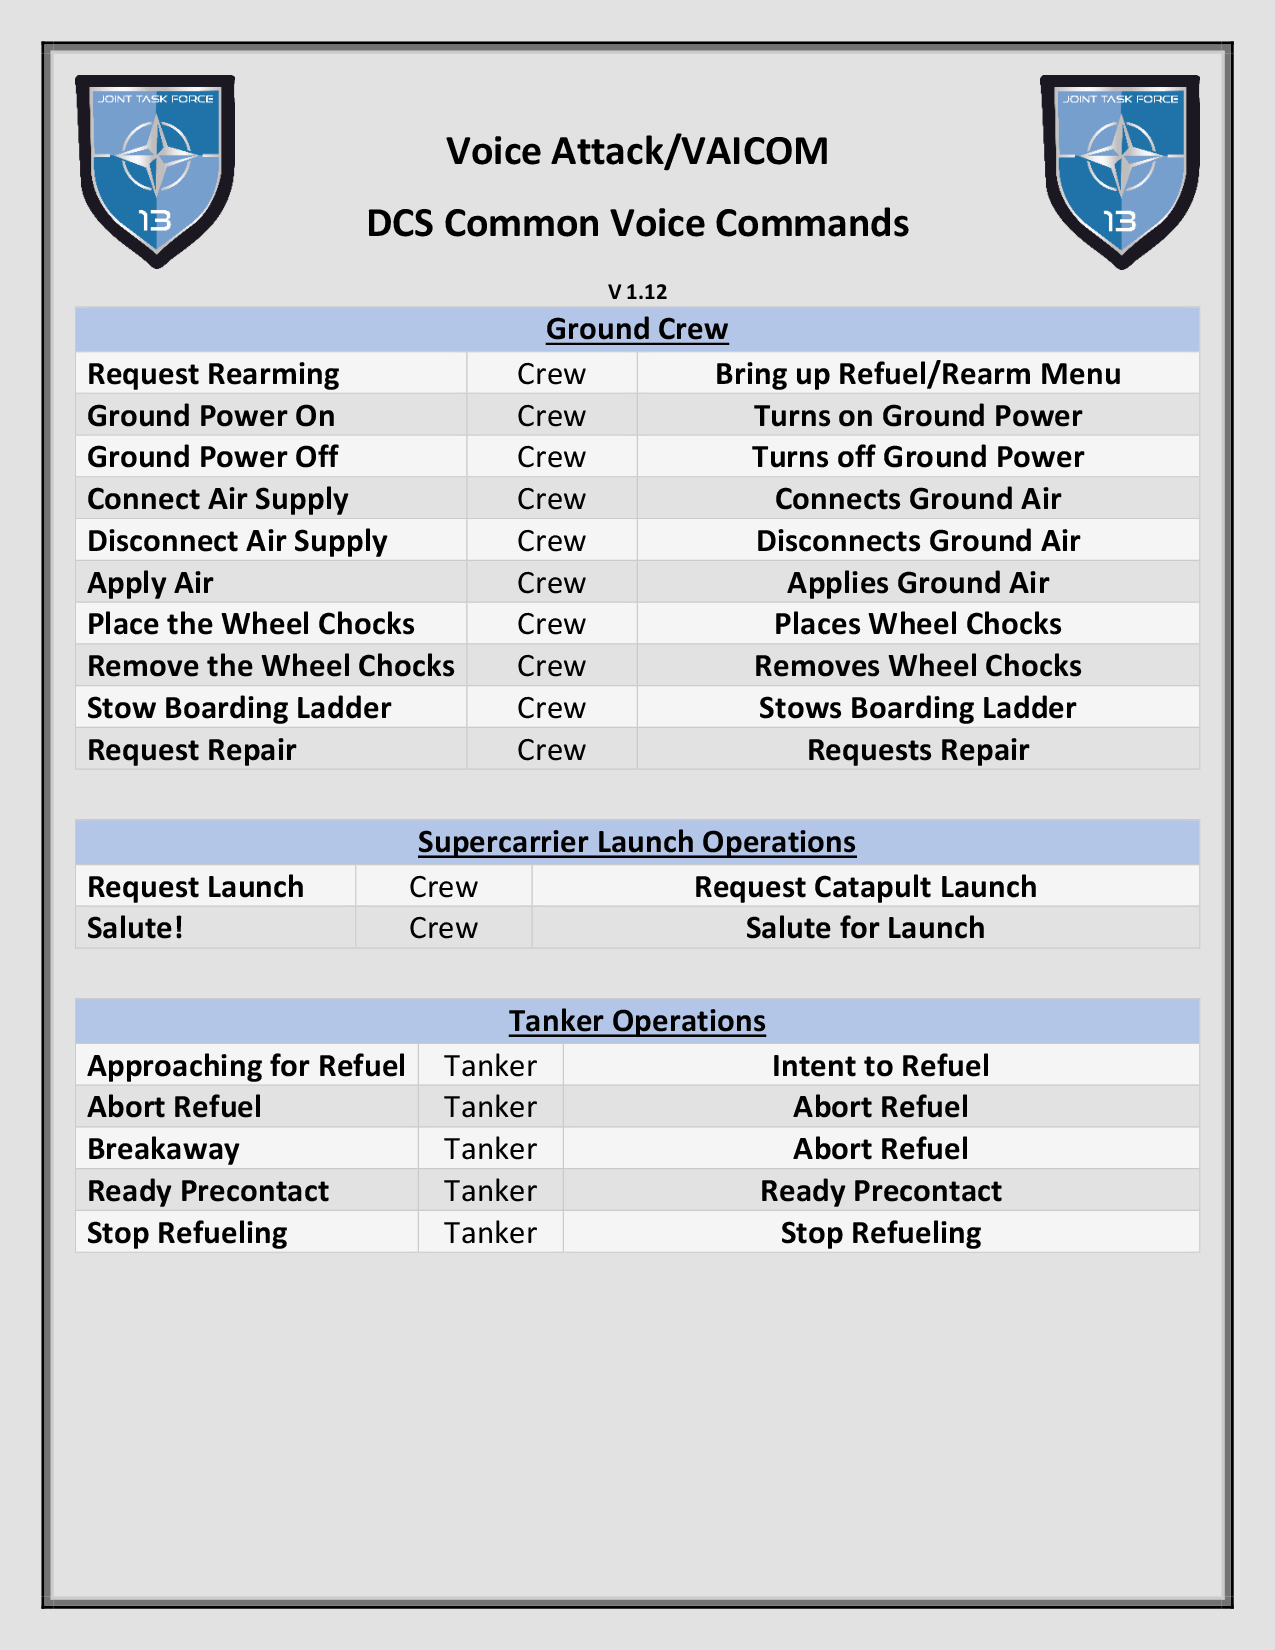 JOINT TASK FORCE
13
JOINT TASK FORCE
13
Voice Attack/VAICOM
DCS Common Voice Commands
V 1.12
Ground Crew
Request Rearming Crew Bring up Refuel/Rearm Menu
Ground Power On Crew Turns on Ground Power
Ground Power Off Crew Turns off Ground Power
Connect Air Supply Crew Connects Ground Air
Disconnect Air Supply Crew Disconnects Ground Air
Apply Air Crew Applies Ground Air
Place the Wheel Chocks Crew Places Wheel Chocks
Remove the Wheel Chocks Crew Removes Wheel Chocks
Stow Boarding Ladder Crew Stows Boarding Ladder
Request Repair Crew Requests Repair
Supercarrier Launch Operations
Request Launch Crew Request Catapult Launch
Salute! Crew Salute for Launch
Tanker Operations
Approaching for Refuel Tanker Intent to Refuel
Abort Refuel Tanker Abort Refuel
Breakaway Tanker Abort Refuel
Ready Precontact Tanker Ready Precontact
Stop Refueling Tanker Stop Refueling